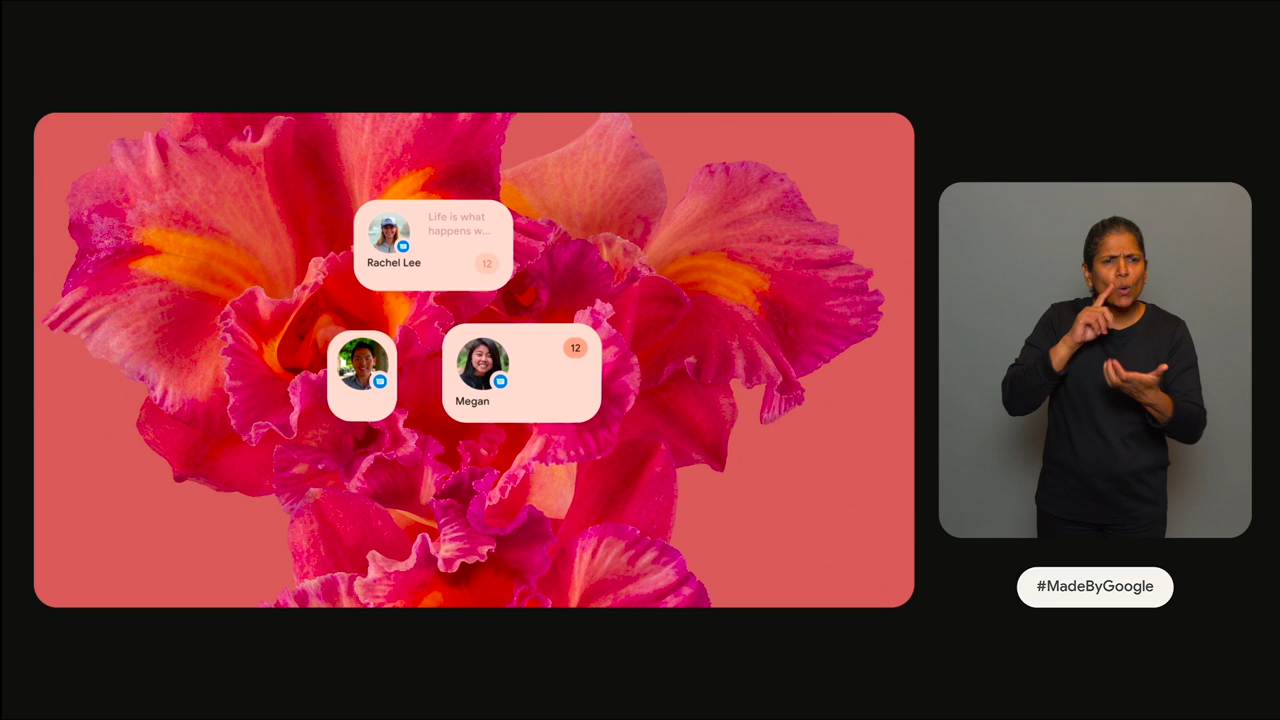 Life is what
happens w...
Rachel Lee
12
12
Megan
#MadeByGoogle